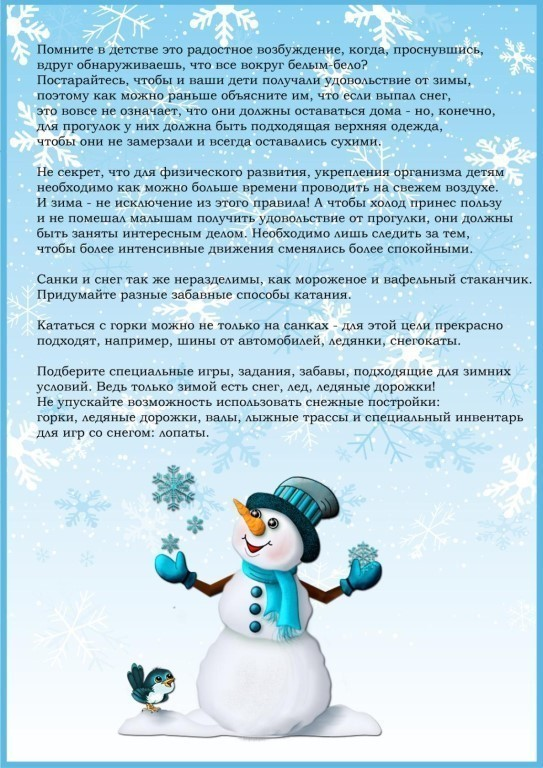 Помните в детстве это радостное возбуждение, когда, проснувшись,
вдруг обнаруживаешь, что все вокруг белым-бело?
Постарайтесь, чтобы и ваши дети получали удовольствие от зимы,
поэтому как можно раньше объясните им, что если выпал снег,
это вовсе не означает, что они должны оставаться дома - но, конечно,
для прогулок у них должна быть подходящая верхняя одежда,
чтобы они не замерзали и всегда оставались сухими.
Не секрет, что для физического развития, укрепления организма детям
необходимо как можно больше времени проводить на свежем воздухе.
И зима - не исключение из этого правила! А чтобы холод принес пользу
и не помешал малышам получить удовольствие от прогулки, они должны
быть заняты интересным делом. Необходимо лишь следить за тем,
чтобы более интенсивные движения сменялись более спокойными.
Санки и снег так же неразделимы, как мороженое и вафельный стаканчик.
Придумайте разные забавные способы катания.
Кататься с горки можно не только на санках - для этой цели прекрасно
подходят, например, шины от автомобилей, ледянки, снегокаты.
Подберите специальные игры, задания, забавы, подходящие для зимних
условий. Ведь только зимой есть снег, лед, ледяные дорожки!
Не упускайте возможность использовать снежные постройки:
горки, ледяные дорожки, валы, лыжные трассы и специальный инвентарь
для игр со снегом: лопаты.